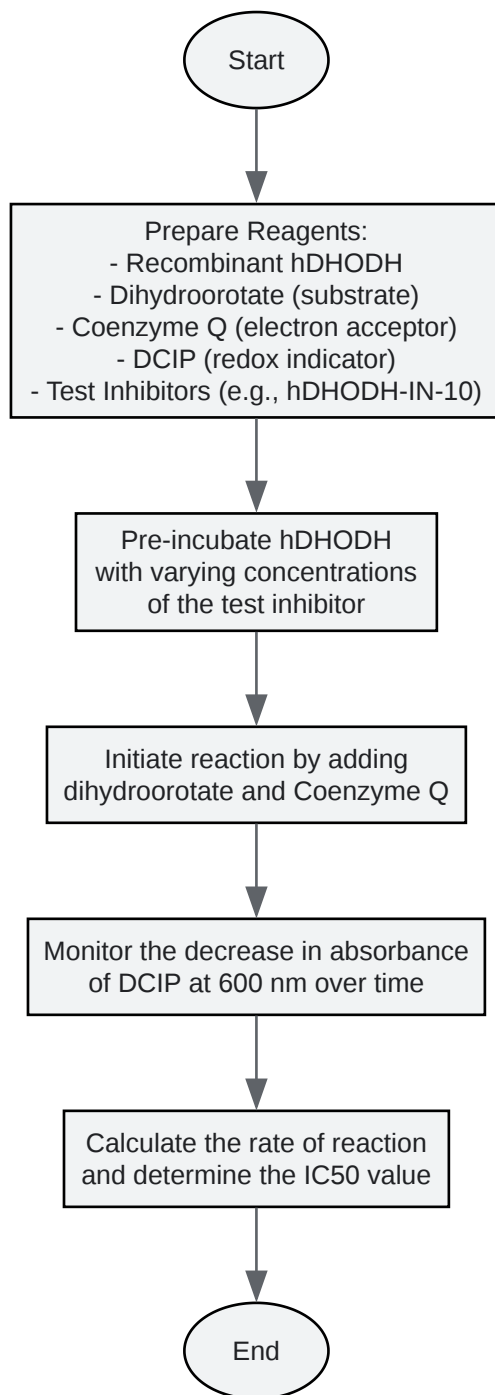 Start
Prepare Reagents:
- Recombinant hDHODH
- Dihydroorotate (substrate)
- Coenzyme Q (electron acceptor)
- DCIP (redox indicator)
- Test Inhibitors (e.g., hDHODH-IN-10)
Pre-incubate hDHODH
with varying concentrations
of the test inhibitor
Initiate reaction by adding
dihydroorotate and Coenzyme Q
Monitor the decrease in absorbance
of DCIP at 600 nm over time
Calculate the rate of reaction
and determine the IC50 value
End